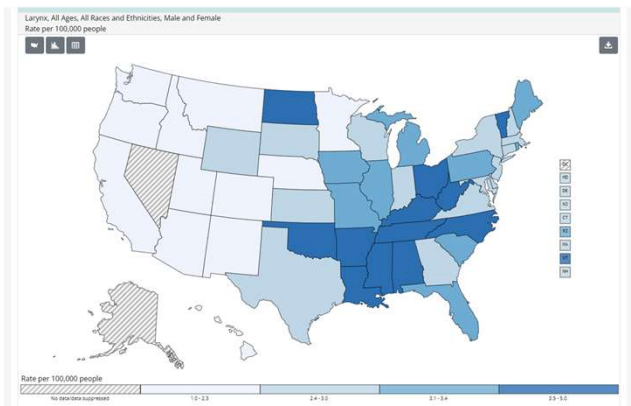 Larynx, All Ages, All Races and Ethnicities, Male and Female
Rate per 100,000 people
DC
MD
DE
NJ
CT
RI
MA
VT
NH
Rate per 100,000 people
No data/data suppressed
1.0 - 2.3
2.4 - 3.0
3.1 - 3.4
3.5 - 5.0